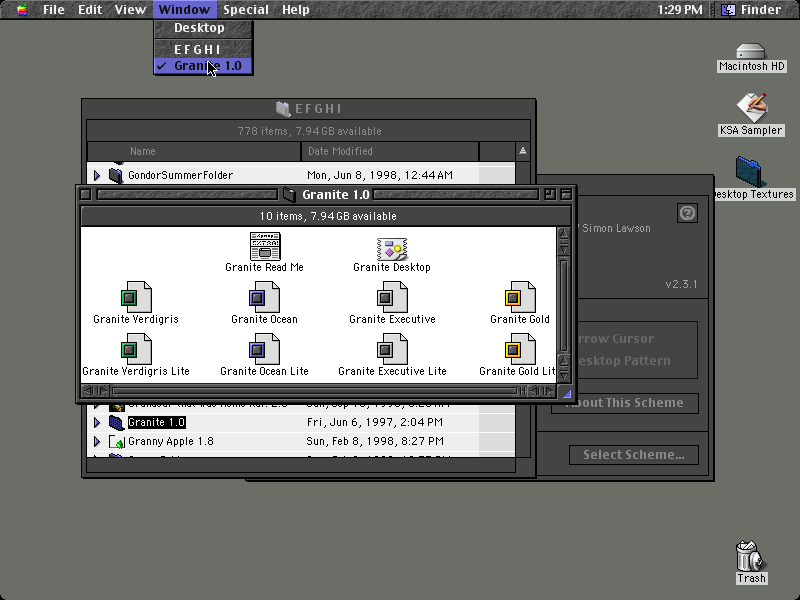 File Edit View Window Special Help 1:29 PM Finder
Desktop
E F G H I
✓ Granite 1.0
Macintosh HD
KSA Sampler
Desktop Textures
E F G H I
778 items, 7.94 GB available
Name Date Modified
GondorSummerFolder Mon, Jun 8, 1998, 12:44 AM
Granite 1.0
10 items, 7.94 GB available
Granite Read Me Granite Desktop
Granite Verdigris Granite Ocean Granite Executive Granite Gold
Granite Verdigris Lite Granite Ocean Lite Granite Executive Lite Granite Gold Lit
Simon Lawson
v2.3.1
rrow Cursor
esktop Pattern
About This Scheme
Select Scheme...
Granite 1.0 Fri, Jun 6, 1997, 2:04 PM
Granny Apple 1.8 Sun, Feb 8, 1998, 8:27 PM
Trash